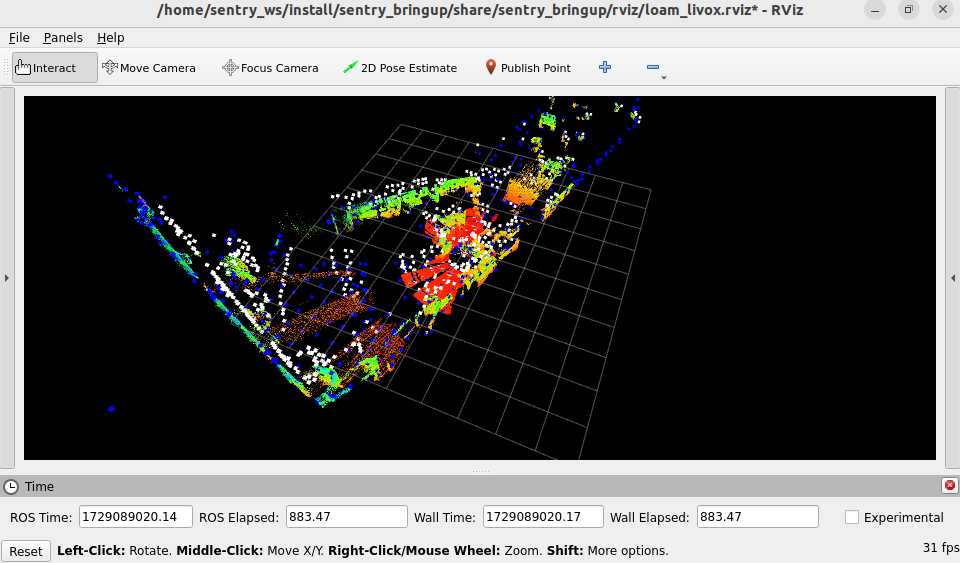 /home/sentry_ws/install/sentry_bringup/share/sentry_bringup/rviz/loam_livox.rviz* - RViz
File Panels Help
Interact Move Camera Focus Camera 2D Pose Estimate Publish Point
Time
ROS Time: 1729089020.14 ROS Elapsed: 883.47 Wall Time: 1729089020.17 Wall Elapsed: 883.47 Experimental
Reset Left-Click: Rotate. Middle-Click: Move X/Y. Right-Click/Mouse Wheel: Zoom. Shift: More options. 31 fps